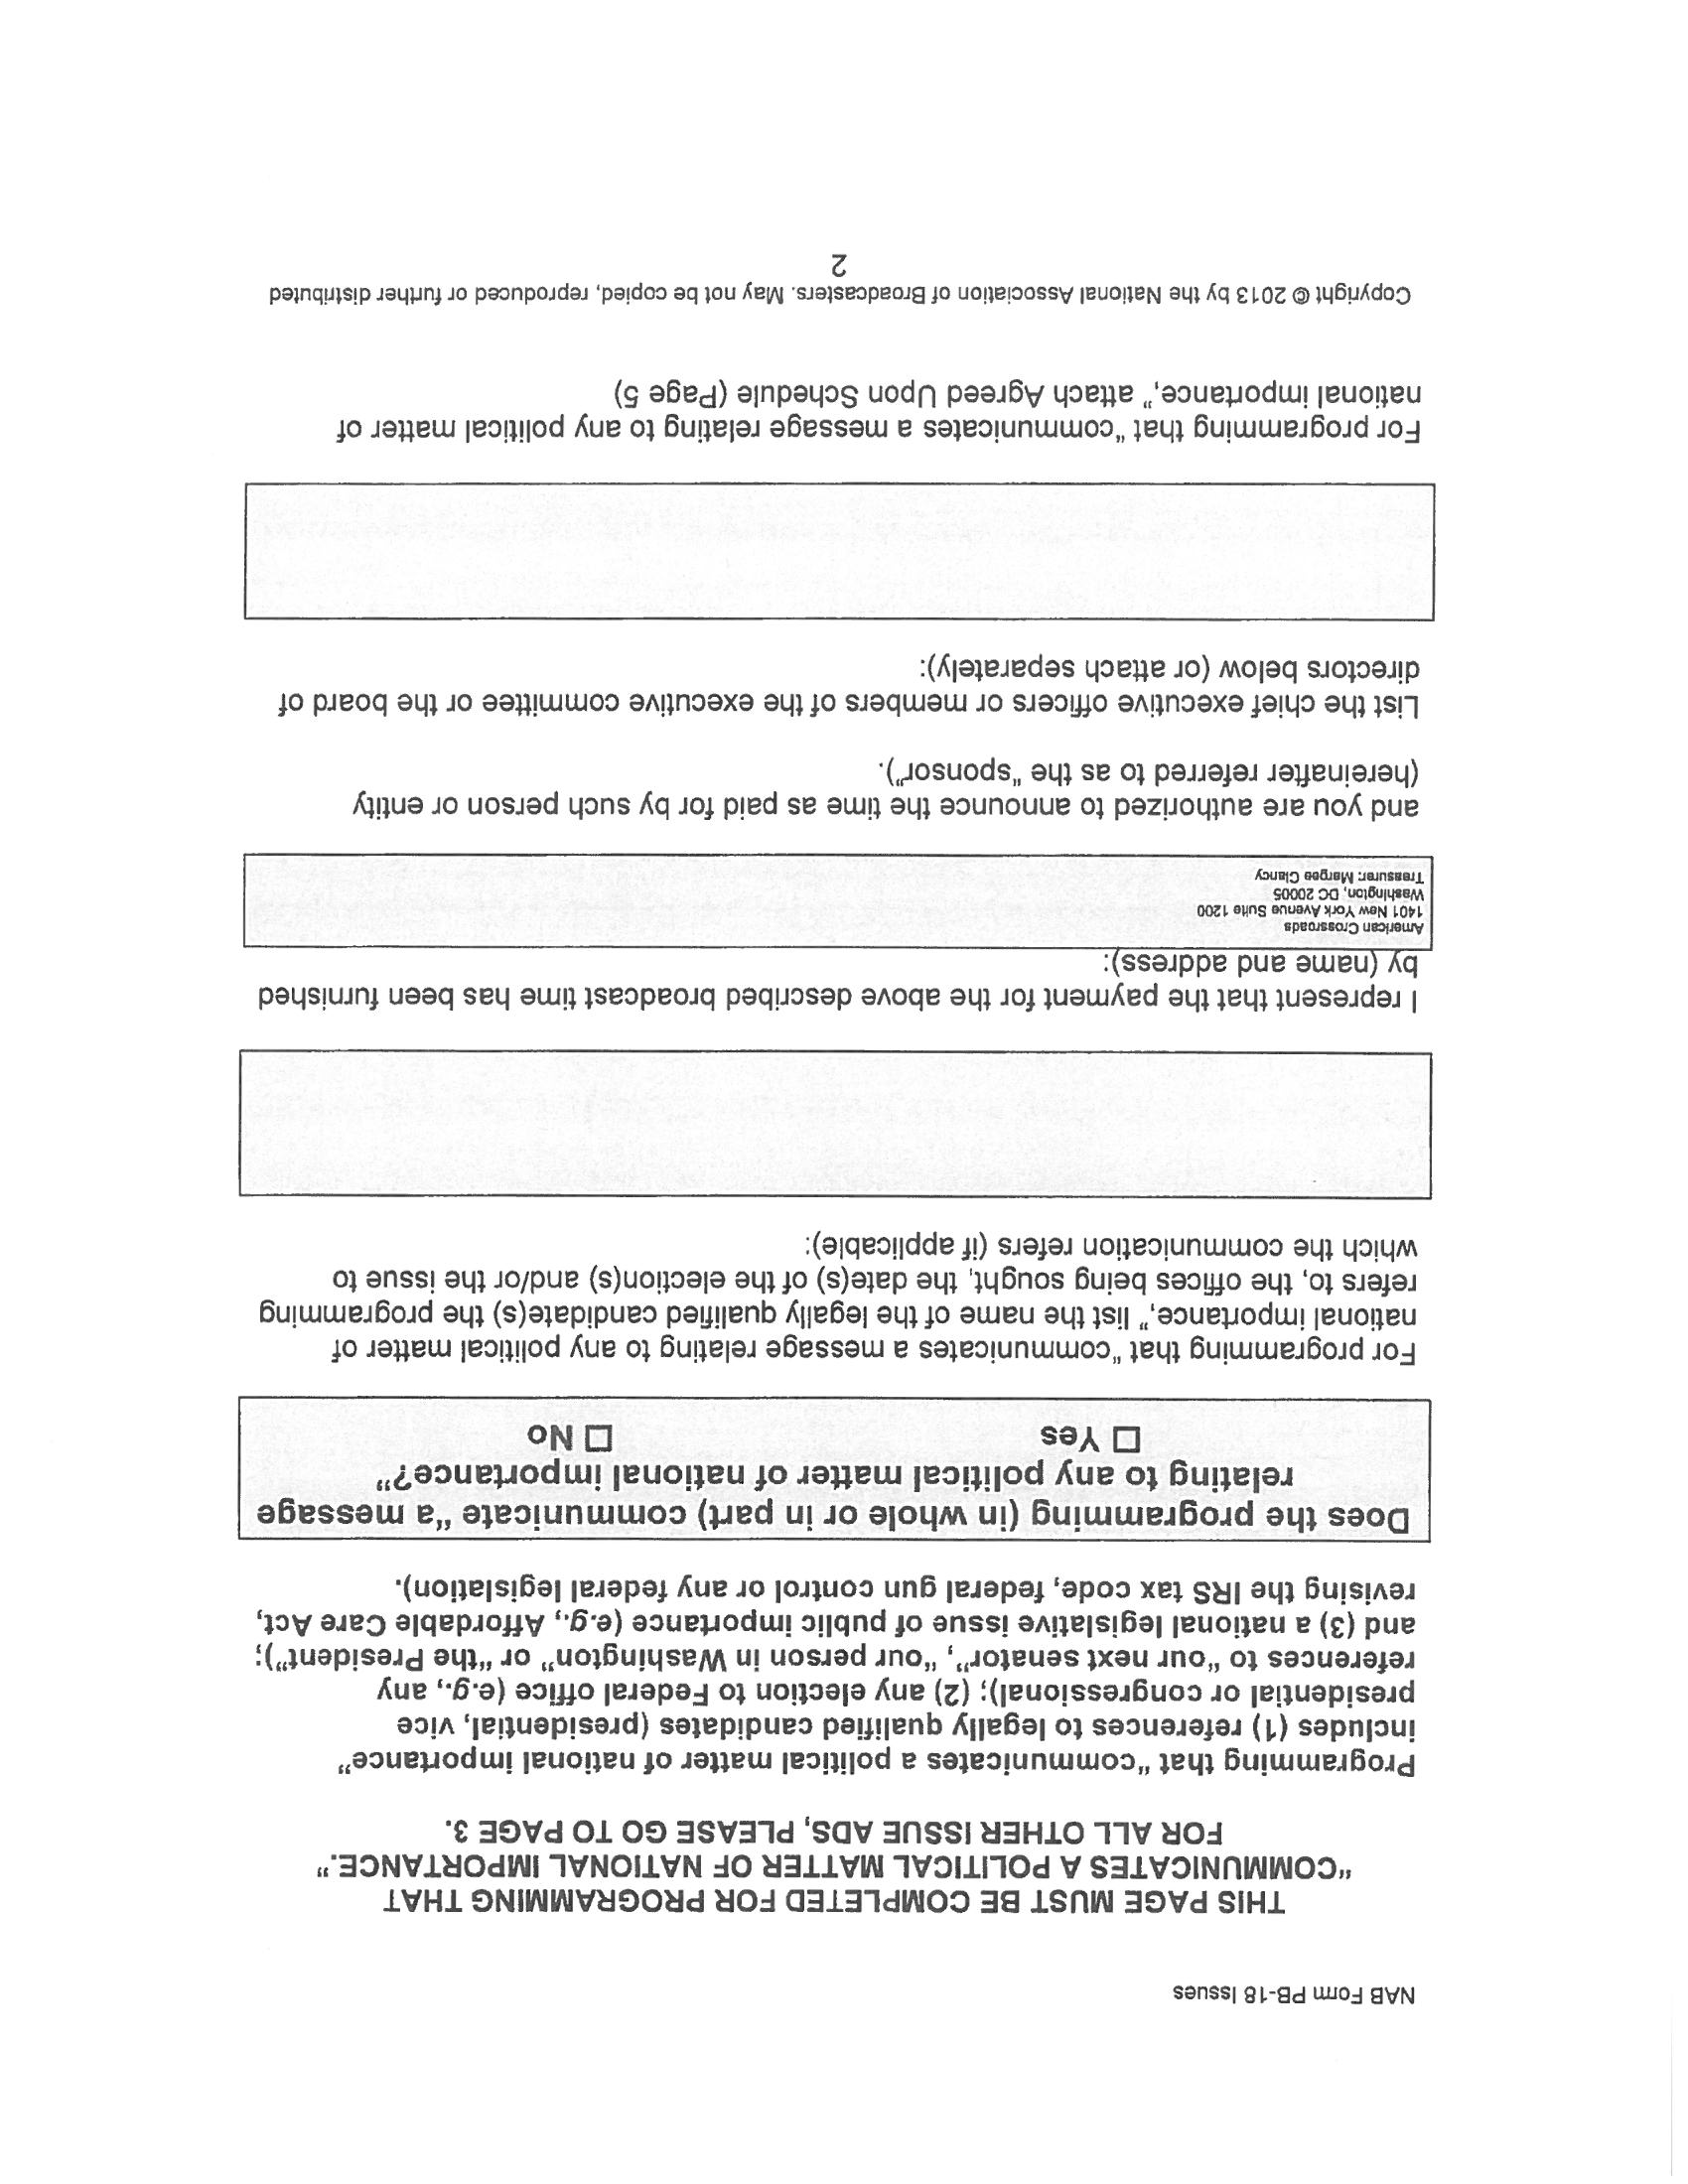 NAB Form PB-18 Issues
THIS PAGE MUST BE COMPLETED FOR PROGRAMMING THAT
"COMMUNICATES A POLITICAL MATTER OF NATIONAL IMPORTANCE."
FOR ALL OTHER ISSUE ADS, PLEASE GO TO PAGE 3.
Programming that "communicates a political matter of national importance"
includes (1) references to legally qualified candidates (presidential, vice
presidential or congressional); (2) any election to Federal office (e.g., any
references to "our next senator", "our person in Washington" or "the President");
and (3) a national legislative issue of public importance (e.g., Affordable Care Act,
revising the IRS tax code, federal gun control or any federal legislation).
Does the programming (in whole or in part) communicate "a message
relating to any political matter of national importance?"
☐ Yes ☐ No
For programming that "communicates a message relating to any political matter of
national importance," list the name of the legally qualified candidate(s) the programming
refers to, the offices being sought, the date(s) of the election(s) and/or the issue to
which the communication refers (if applicable):
I represent that the payment for the above described broadcast time has been furnished
by (name and address):
American Crossroads
1401 New York Avenue Suite 1200
Washington, DC 20005
Treasurer: Margee Clancy
and you are authorized to announce the time as paid for by such person or entity
(hereinafter referred to as the "sponsor").
List the chief executive officers or members of the executive committee or the board of
directors below (or attach separately):
For programming that "communicates a message relating to any political matter of
national importance," attach Agreed Upon Schedule (Page 5)
Copyright © 2013 by the National Association of Broadcasters. May not be copied, reproduced or further distributed
2